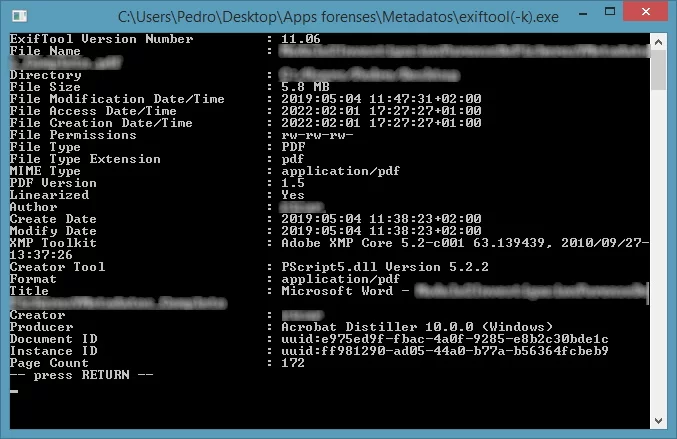 C:\Users\Pedro\Desktop\Apps forenses\Metadatos\exiftool(-k).exe
ExifTool Version Number : 11.06
File Name :
Directory :
File Size : 5.8 MB
File Modification Date/Time : 2019:05:04 11:47:31+02:00
File Access Date/Time : 2022:02:01 17:27:27+01:00
File Creation Date/Time : 2022:02:01 17:27:27+01:00
File Permissions : rw-rw-rw-
File Type : PDF
File Type Extension : pdf
MIME Type : application/pdf
PDF Version : 1.5
Linearized : Yes
Author :
Create Date : 2019:05:04 11:38:23+02:00
Modify Date : 2019:05:04 11:38:23+02:00
XMP Toolkit : Adobe XMP Core 5.2-c001 63.139439, 2010/09/27-
13:37:26
Creator Tool : PScript5.dll Version 5.2.2
Format : application/pdf
Title : Microsoft Word -
Creator :
Producer : Acrobat Distiller 10.0.0 (Windows)
Document ID : uuid:e975ed9f-fbac-4a0f-9285-e8b2c30bde1c
Instance ID : uuid:ff981290-ad05-44a0-b77a-b56364fcbeb9
Page Count : 172
-- press RETURN --